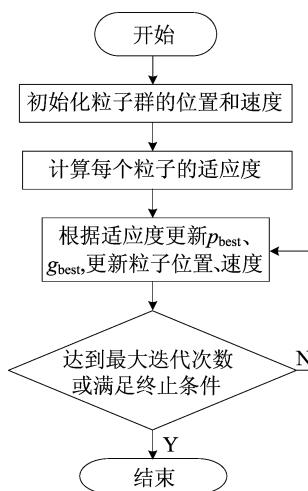 开始
初始化粒子群的位置和速度
计算每个粒子的适应度
根据适应度更新pbest、
gbest,更新粒子位置、速度
达到最大迭代次数
或满足终止条件
N
Y
结束